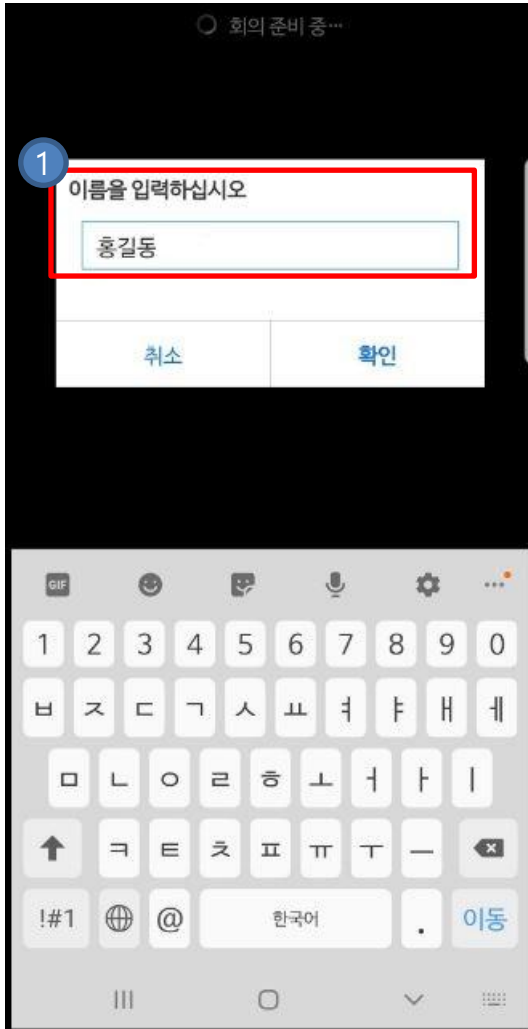 회의 준비 중...
1
이름을 입력하십시오
홍길동
취소 확인
GIF ...
1 2 3 4 5 6 7 8 9 0
ㅂ ㅈ ㄷ ㄱ ㅅ ㅛ ㅕ ㅑ ㅐ ㅔ
ㅁ ㄴ ㅇ ㄹ ㅎ ㅗ ㅓ ㅏ ㅣ
ㅋ ㅌ ㅊ ㅍ ㅠ ㅜ ㅡ
!#1 @ 한국어 . 이동